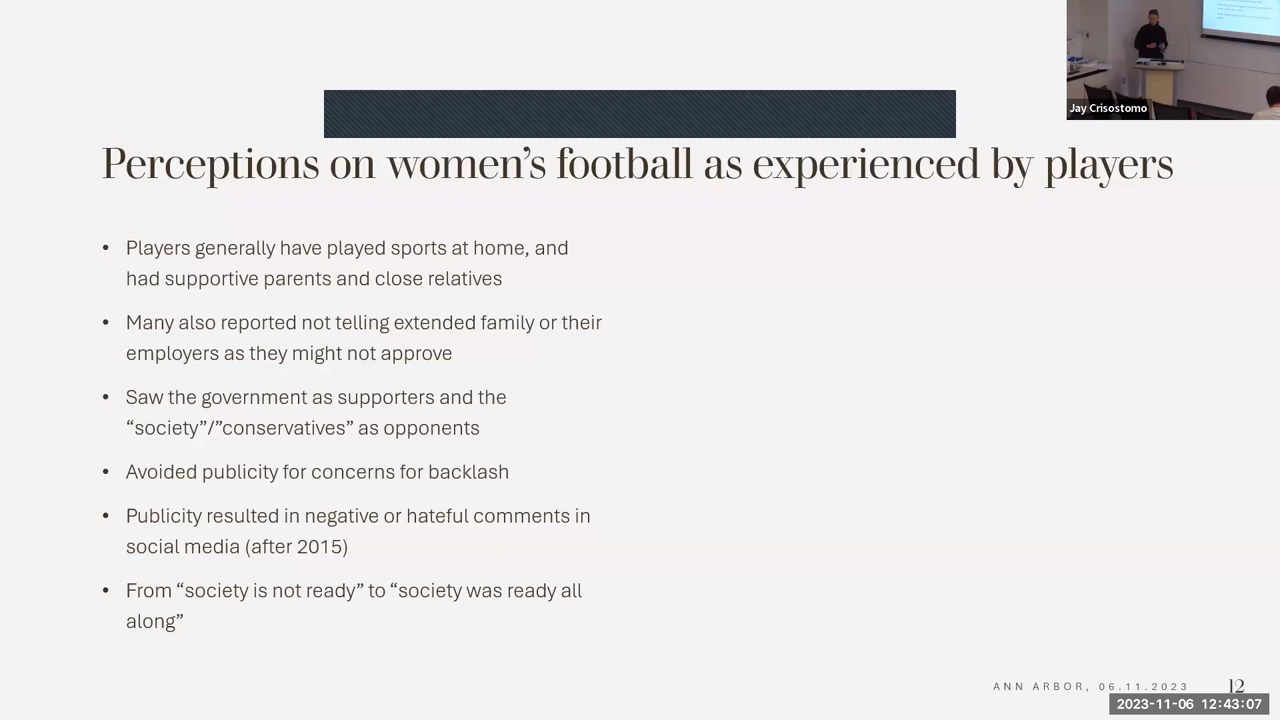 Jay Crisostomo
Perceptions on women’s football as experienced by players
• Players generally have played sports at home, and
had supportive parents and close relatives
• Many also reported not telling extended family or their
employers as they might not approve
• Saw the government as supporters and the
“society”/”conservatives” as opponents
• Avoided publicity for concerns for backlash
• Publicity resulted in negative or hateful comments in
social media (after 2015)
• From “society is not ready” to “society was ready all
along”
ANN ARBOR, 06.11.2023
12
2023-11-06 12:43:07